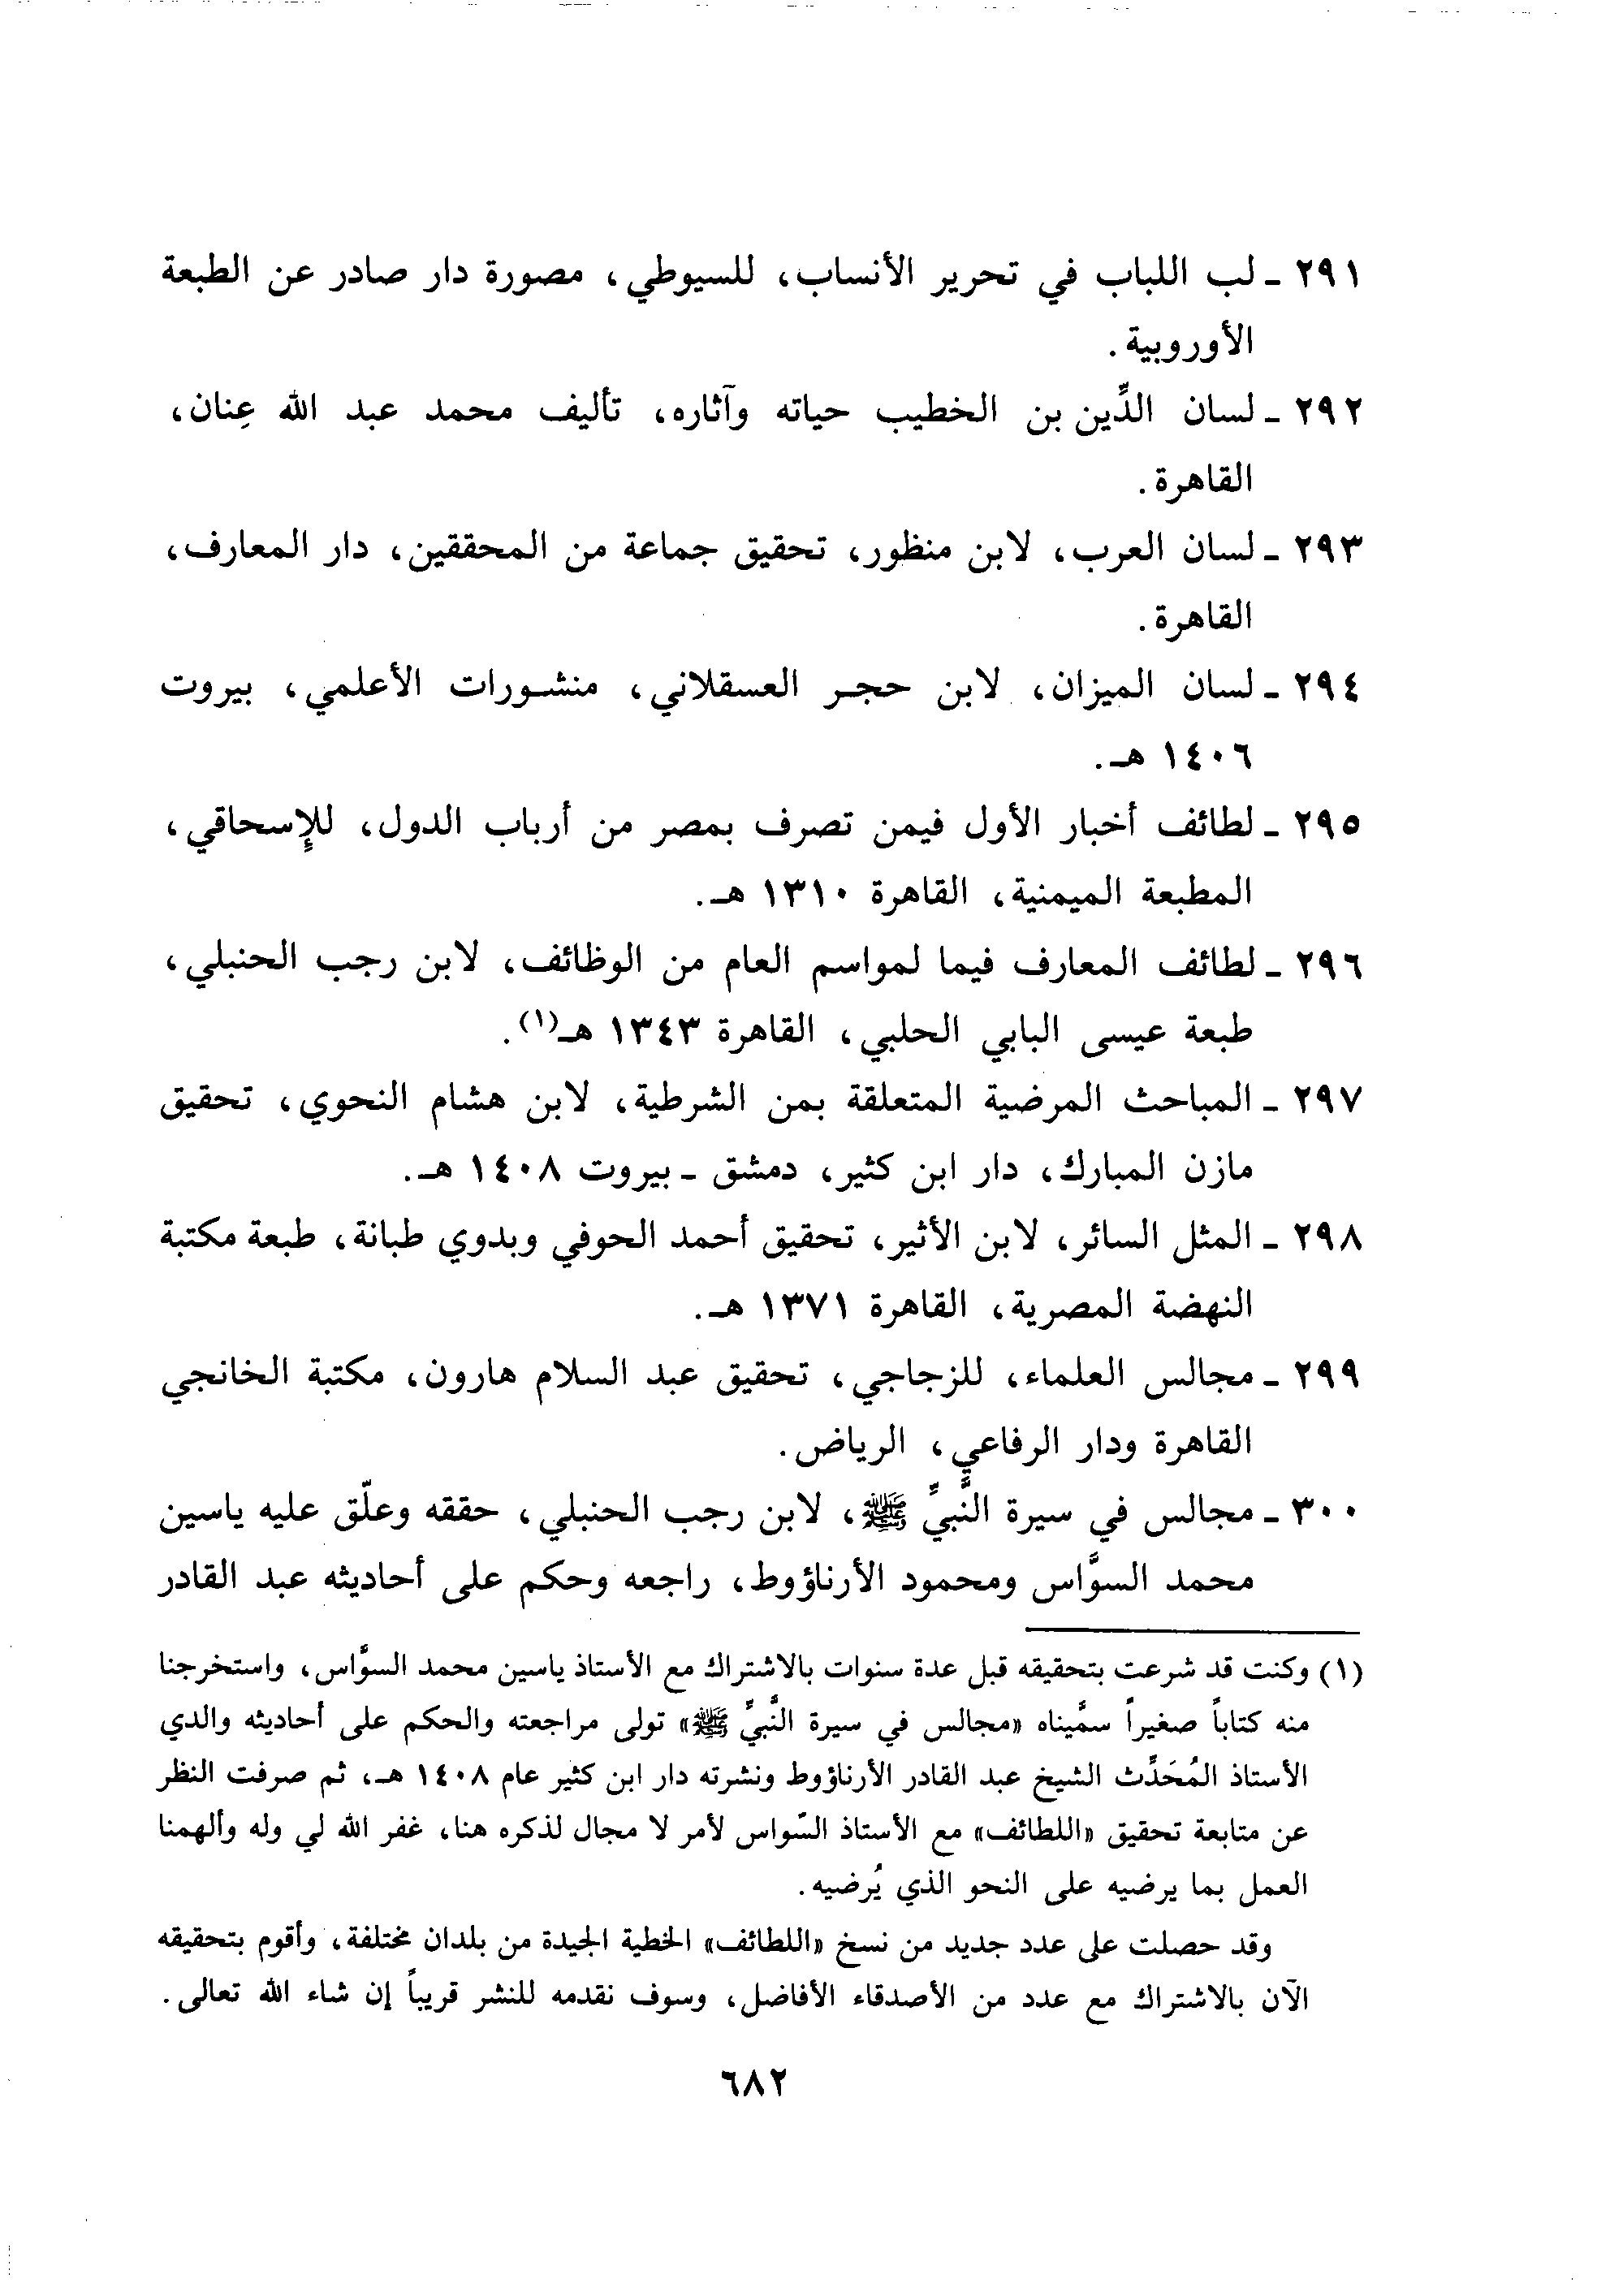 ٢٩١ ـ لب اللباب في تحرير الأنساب، للسيوطي، مصورة دار صادر عن الطبعة
الأوروبية.
٢٩٢ ـ لسان الدِّين بن الخطيب حياته وآثاره، تأليف محمد عبد الله عِنان،
القاهرة.
٢٩٣ ـ لسان العرب، لابن منظور، تحقيق جماعة من المحققين، دار المعارف،
القاهرة.
٢٩٤ ـ لسان الميزان، لابن حجر العسقلاني، منشورات الأعلمي، بيروت
١٤٠٦ هـ.
٢٩٥ ـ لطائف أخبار الأول فيمن تصرف بمصر من أرباب الدول، للإسحاقي،
المطبعة الميمنية، القاهرة ١٣١٠ هـ.
٢٩٦ ـ لطائف المعارف فيما لمواسم العام من الوظائف، لابن رجب الحنبلي،
طبعة عيسى البابي الحلبي، القاهرة ١٣٤٣ هـ(١).
٢٩٧ ـ المباحث المرضية المتعلقة بمن الشرطية، لابن هشام النحوي، تحقيق
مازن المبارك، دار ابن كثير، دمشق ـ بيروت ١٤٠٨ هـ.
٢٩٨ ـ المثل السائر، لابن الأثير، تحقيق أحمد الحوفي وبدوي طبانة، طبعة مكتبة
النهضة المصرية، القاهرة ١٣٧١ هـ.
٢٩٩ ـ مجالس العلماء، للزجاجي، تحقيق عبد السلام هارون، مكتبة الخانجي
القاهرة ودار الرفاعي، الرياض.
٣٠٠ ـ مجالس في سيرة النَّبيِّ ﷺ، لابن رجب الحنبلي، حققه وعلّق عليه ياسين
محمد السوَّاس ومحمود الأرناؤوط، راجعه وحكم على أحاديثه عبد القادر
(١) وكنت قد شرعت بتحقيقه قبل عدة سنوات بالاشتراك مع الأستاذ ياسين محمد السوَّاس، واستخرجنا
منه كتاباً صغيراً سمَّيناه «مجالس في سيرة النَّبيِّ ﷺ» تولى مراجعته والحكم على أحاديثه والدي
الأستاذ المُحَدِّث الشيخ عبد القادر الأرناؤوط ونشرته دار ابن كثير عام ١٤٠٨ هـ، ثم صرفت النظر
عن متابعة تحقيق «اللطائف» مع الأستاذ السّواس لأمر لا مجال لذكره هنا، غفر الله لي وله وألهمنا
العمل بما يرضيه على النحو الذي يُرضيه.
وقد حصلت على عدد جديد من نسخ «اللطائف» الخطية الجيدة من بلدان مختلفة، وأقوم بتحقيقه
الآن بالاشتراك مع عدد من الأصدقاء الأفاضل، وسوف نقدمه للنشر قريباً إن شاء الله تعالى.
٦٨٢